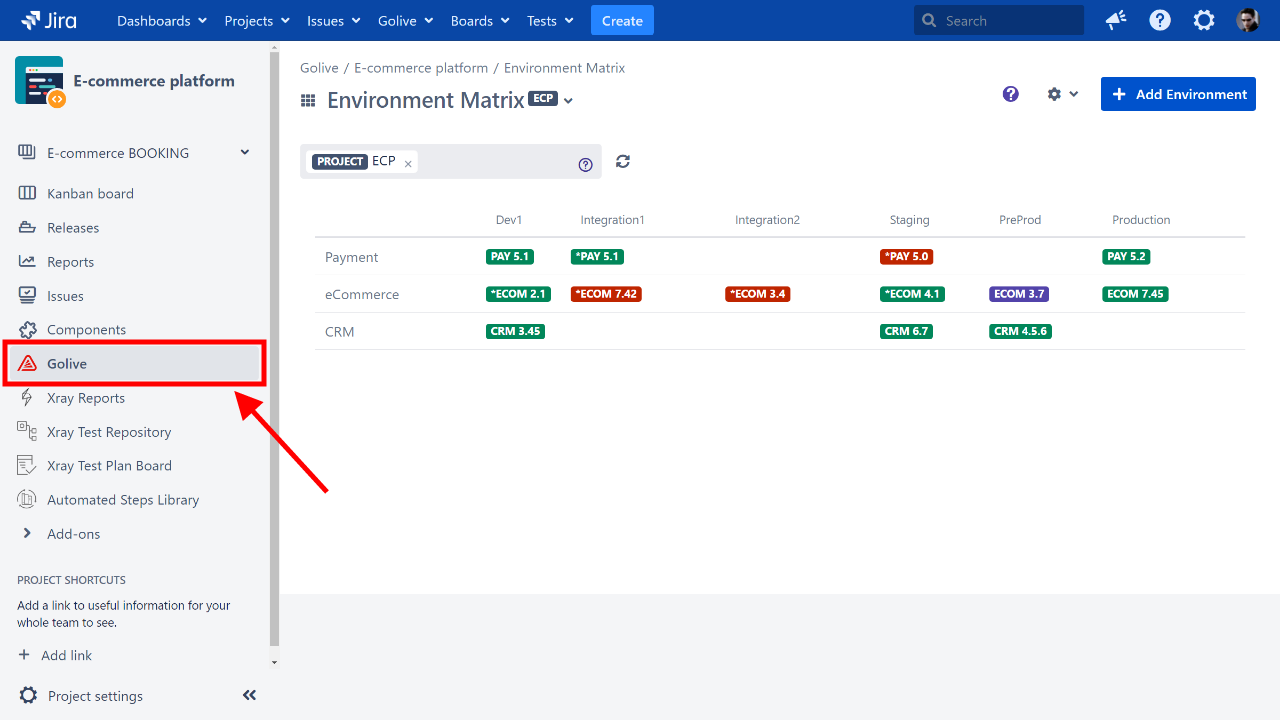 Jira Dashboards Projects Issues Golive Boards Tests Create Search
E-commerce platform
E-commerce BOOKING
Kanban board
Releases
Reports
Issues
Components
Golive
Xray Reports
Xray Test Repository
Xray Test Plan Board
Automated Steps Library
Add-ons
PROJECT SHORTCUTS
Add a link to useful information for your
whole team to see.
+ Add link
Project settings
Golive / E-commerce platform / Environment Matrix
Environment Matrix ECP
+ Add Environment
PROJECT ECP ×
Dev1 Integration1 Integration2 Staging PreProd Production
Payment PAY 5.1 *PAY 5.1 *PAY 5.0 PAY 5.2
eCommerce *ECOM 2.1 *ECOM 7.42 *ECOM 3.4 *ECOM 4.1 ECOM 3.7 ECOM 7.45
CRM CRM 3.45 CRM 6.7 CRM 4.5.6